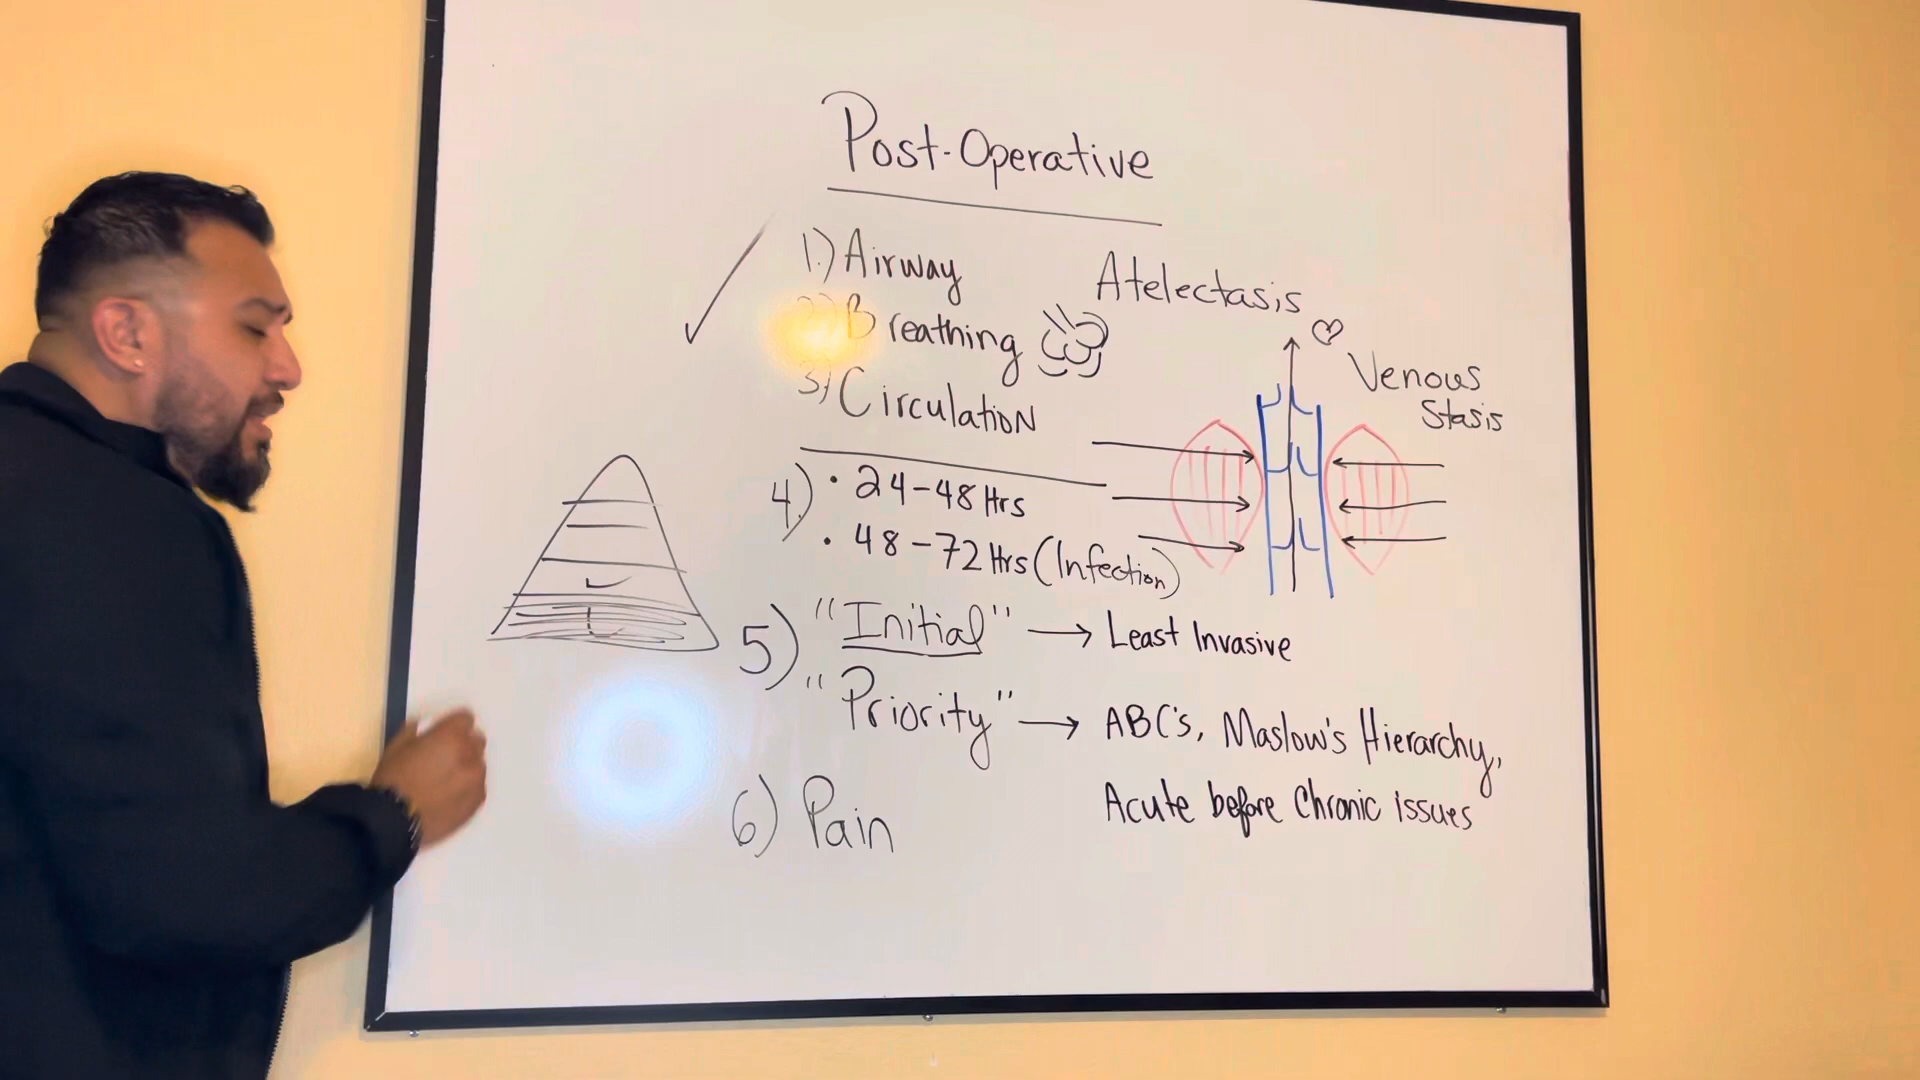 Post-Operative
1.) Airway
Atelectasis
2.) Breathing
3.) Circulation
Venous
Stasis
4.) • 24-48 Hrs
• 48-72 Hrs (Infection)
5) "Initial" → Least Invasive
"Priority" → ABC's, Maslow's Hierarchy,
Acute before Chronic issues
6) Pain